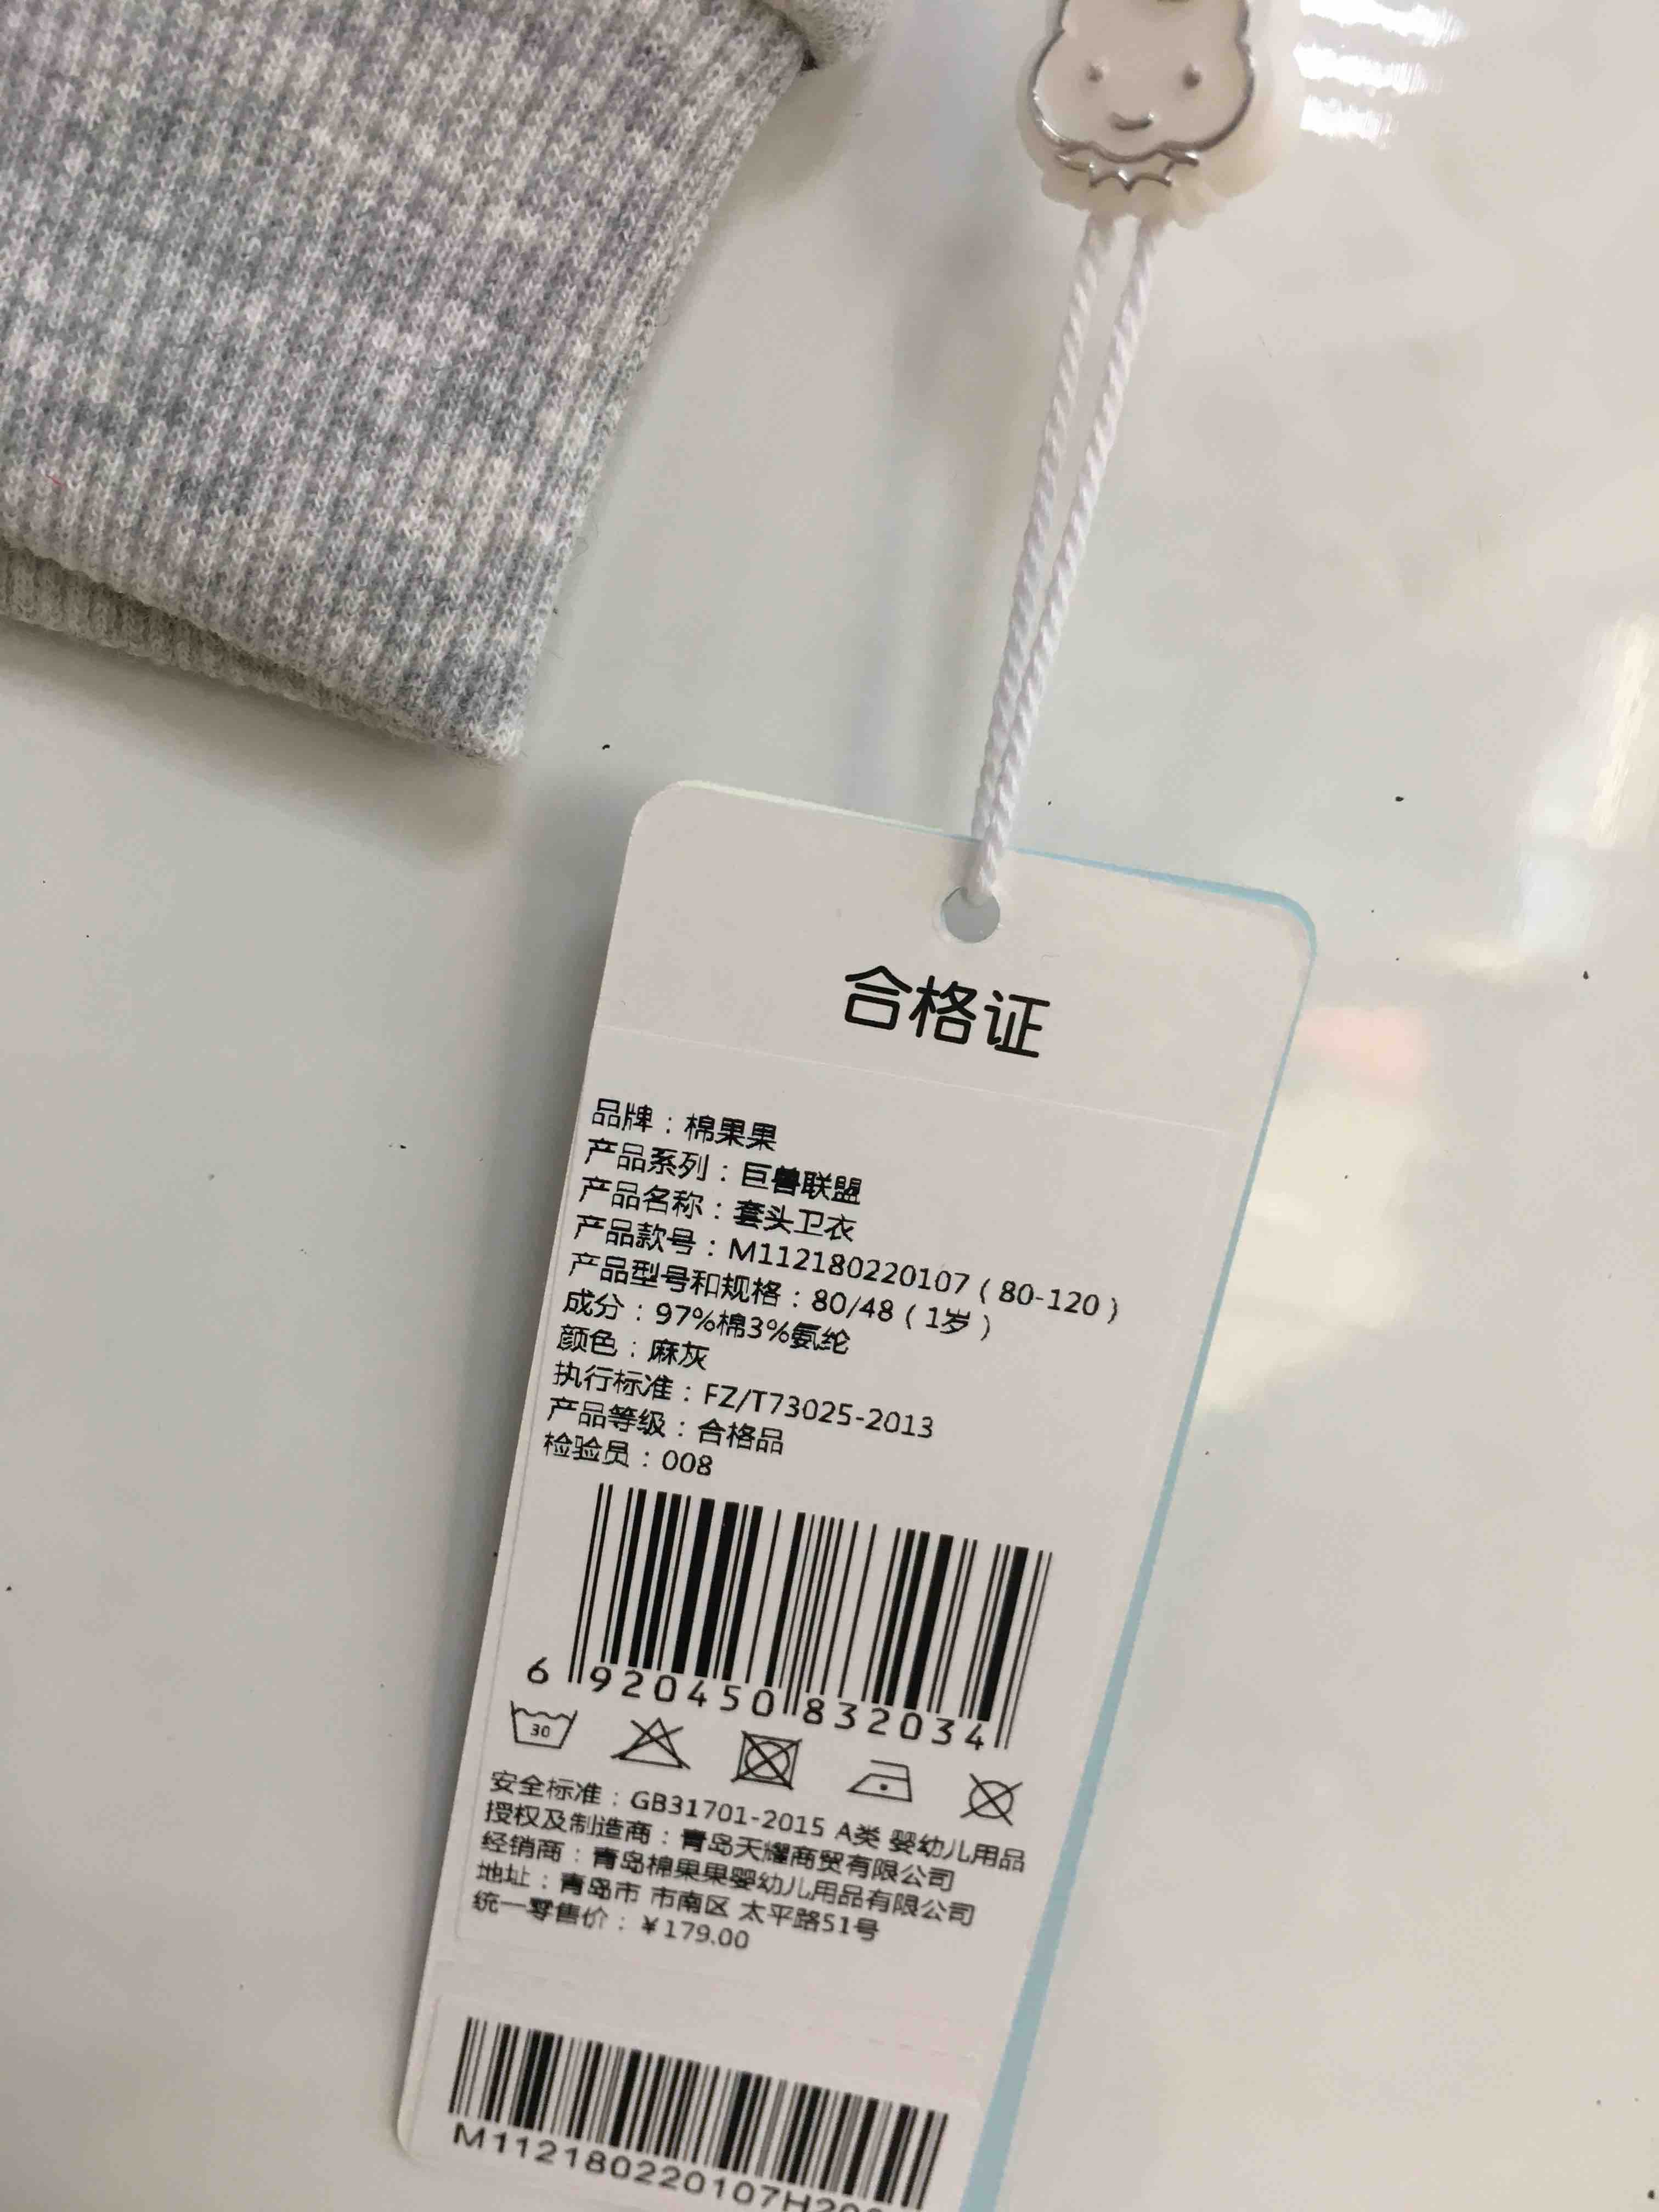 合格证
品牌：棉果果
产品系列：巨兽联盟
产品名称：套头卫衣
产品款号：M112180220107（80-120）
产品型号和规格：80/48（1岁）
成分：97%棉3%氨纶
颜色：麻灰
执行标准：FZ/T73025-2013
产品等级：合格品
检验员：008
6 920450 832034
30
安全标准：GB31701-2015 A类 婴幼儿用品
授权及制造商：青岛天耀商贸有限公司
经销商：青岛棉果果婴幼儿用品有限公司
地址：青岛市 市南区 太平路51号
统一零售价：￥179.00
M112180220107H20